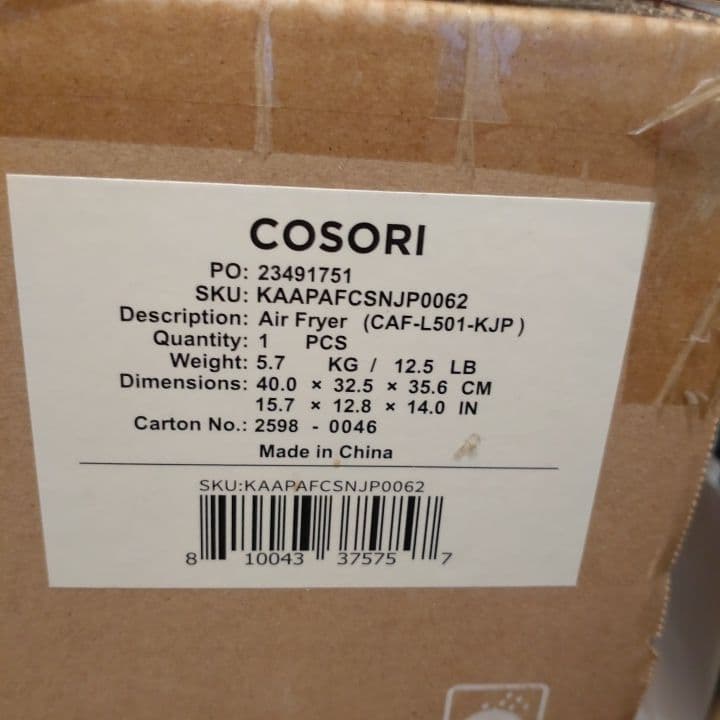 COSORI
PO: 23491751
SKU: KAAPAFCSNJP0062
Description: Air Fryer (CAF-L501-KJP )
Quantity: 1 PCS
Weight: 5.7 KG / 12.5 LB
Dimensions: 40.0 × 32.5 × 35.6 CM
15.7 × 12.8 × 14.0 IN
Carton No.: 2598 - 0046
Made in China
SKU:KAAPAFCSNJP0062
8 10043 37575 7